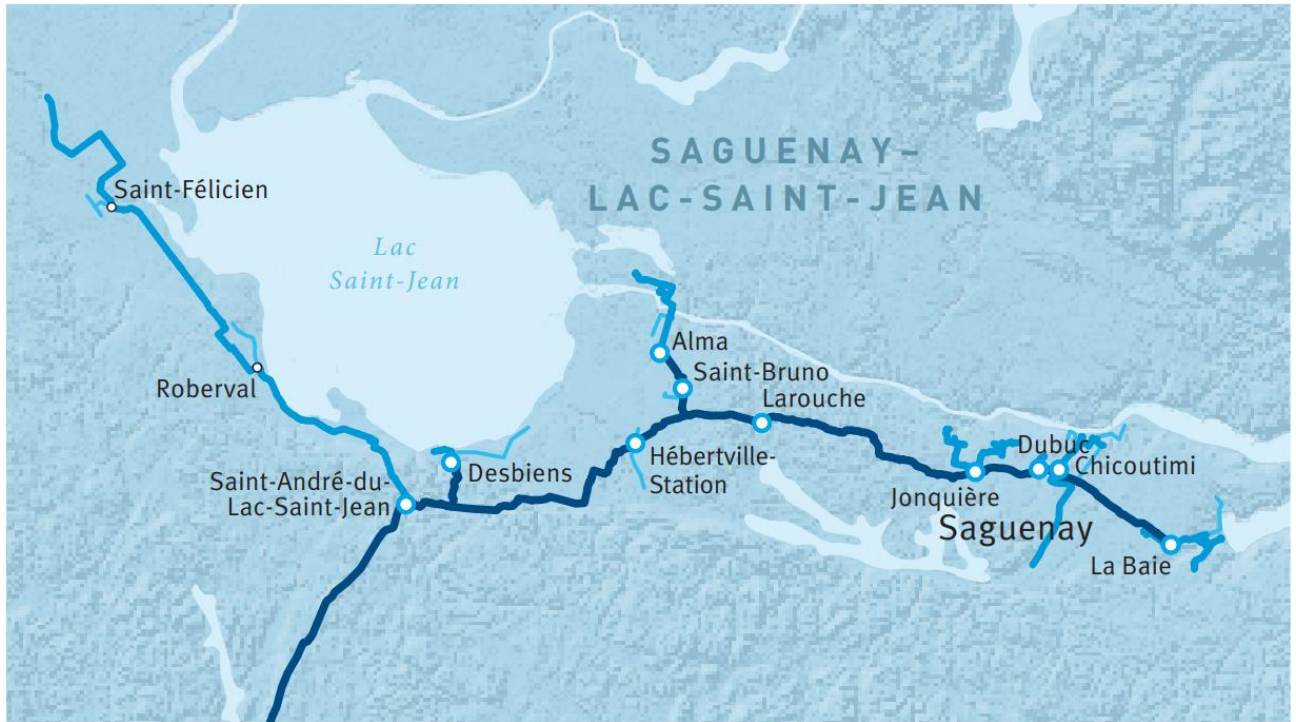 SAGUENAY–
LAC-SAINT-JEAN
Saint-Félicien
Lac
Saint-Jean
Alma
Saint-Bruno
Larouche
Roberval
Dubuc
Chicoutimi
Hébertville-
Station
Desbiens
Saint-André-du-
Lac-Saint-Jean
Jonquière
Saguenay
La Baie